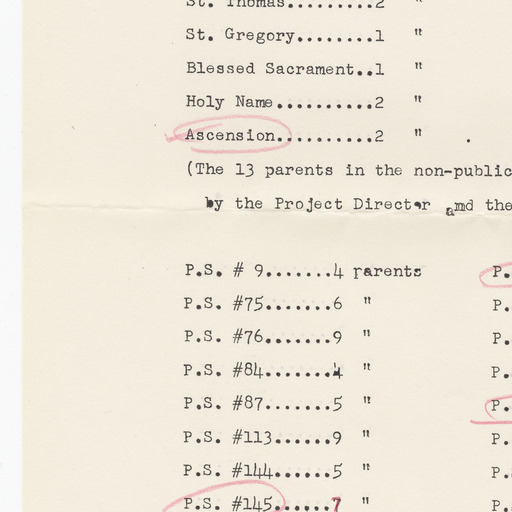 St. Thomas.........2 "
St. Gregory........1 "
Blessed Sacrament..1 "
Holy Name..........2 "
Ascension..........2 " .
(The 13 parents in the non-public
by the Project Director amd the
P.S. # 9.......4 parents P.
P.S. #75.......6 " P.
P.S. #76.......9 " P.
P.S. #84.......4 " P.
P.S. #87.......5 " P.
P.S. #113......9 " P.
P.S. #144......5 " P.
P.S. #145......7 " P.